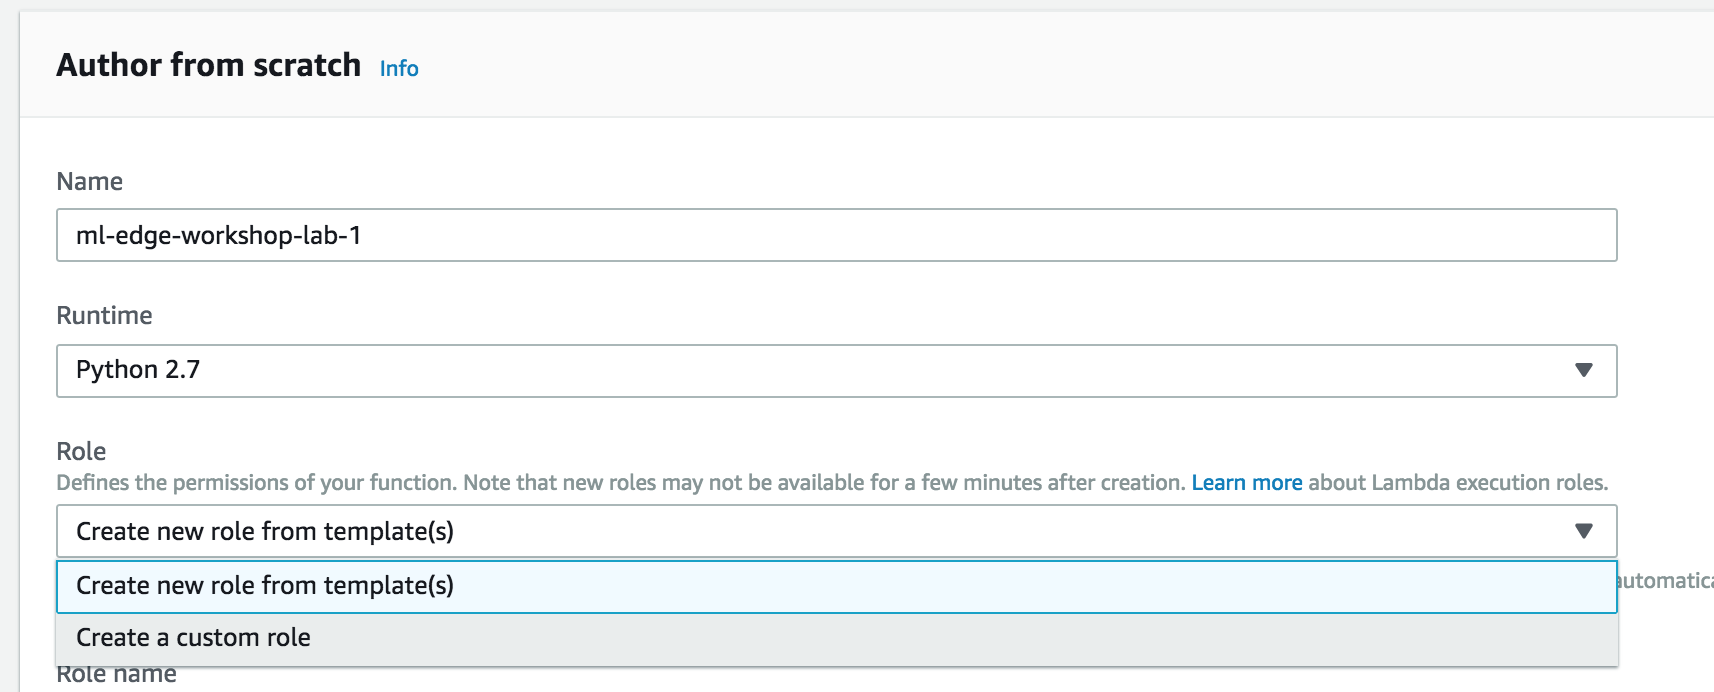 Author from scratch Info
Name
ml-edge-workshop-lab-1
Runtime
Python 2.7
Role
Defines the permissions of your function. Note that new roles may not be available for a few minutes after creation. Learn more about Lambda execution roles.
Create new role from template(s)
Create new role from template(s)
automatica
Create a custom role
Role name